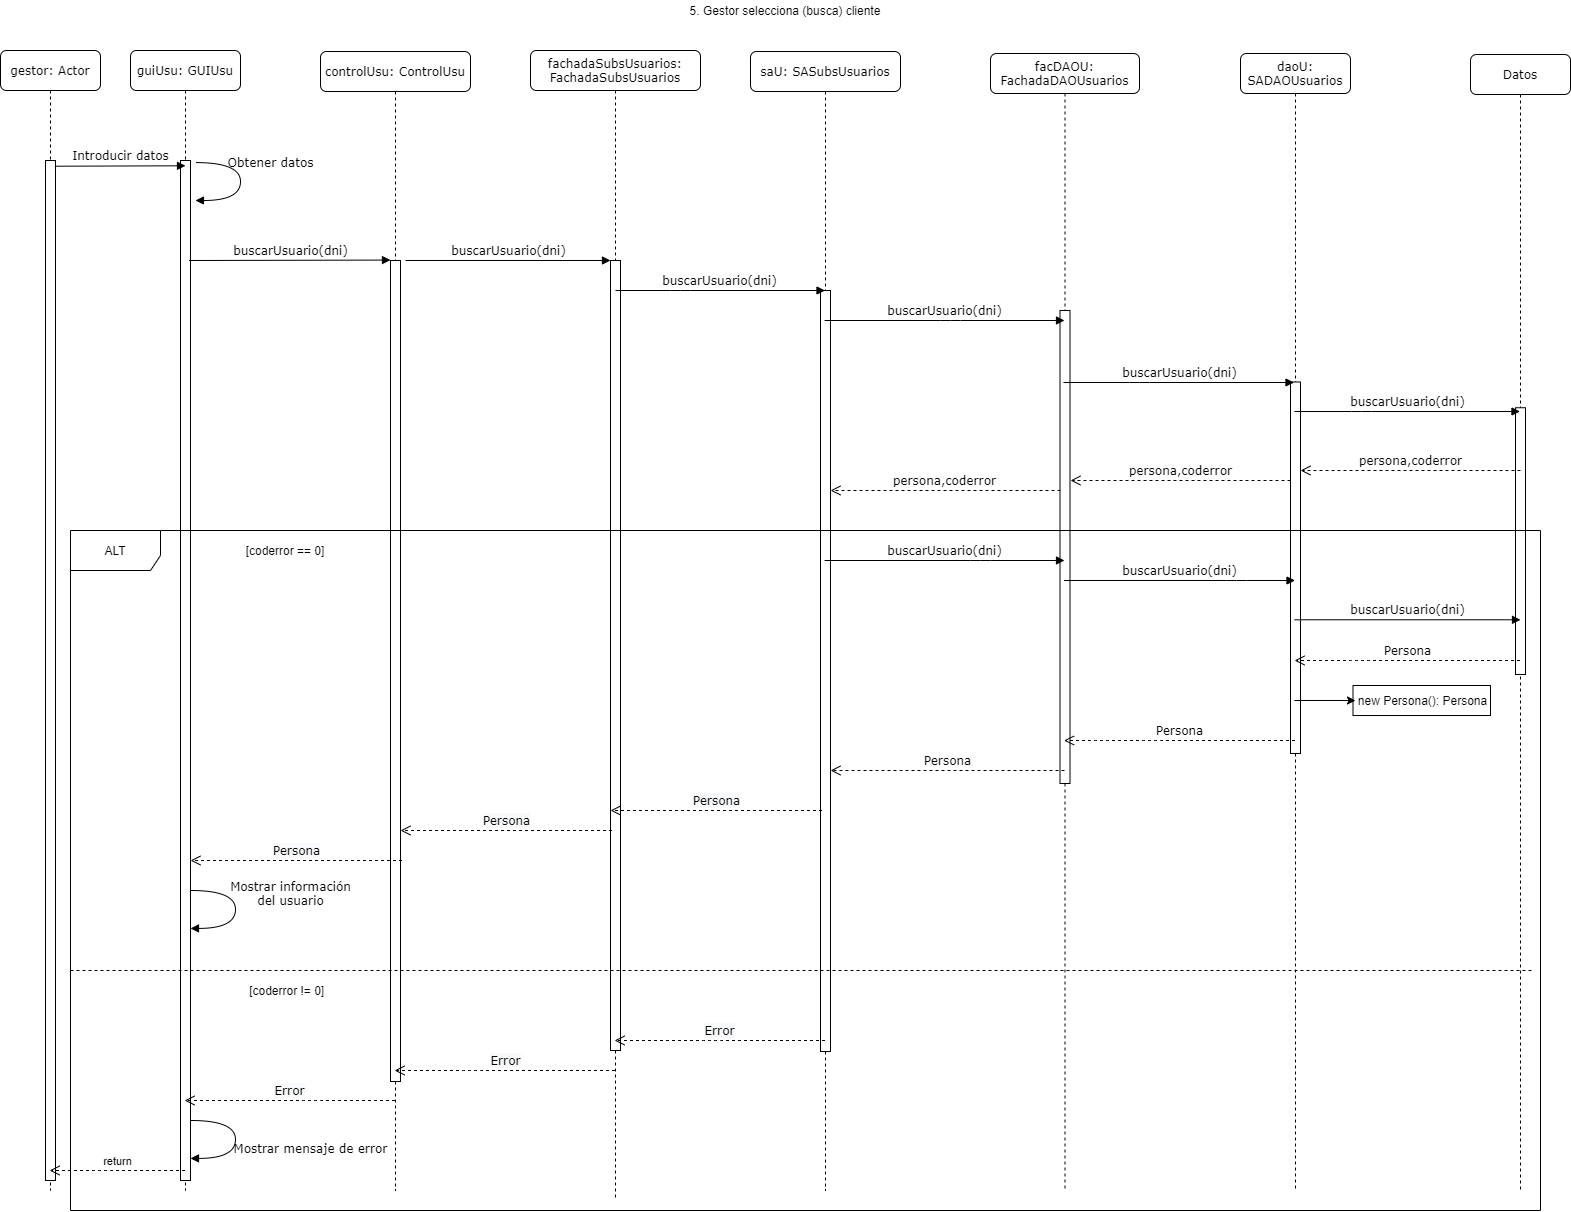 5. Gestor selecciona (busca) cliente
gestor: Actor
guiUsu: GUIUsu
controlUsu: ControlUsu
fachadaSubsUsuarios:
FachadaSubsUsuarios
saU: SASubsUsuarios
facDAOU:
FachadaDAOUsuarios
daoU:
SADAOUsuarios
Datos
Introducir datos
Obtener datos
buscarUsuario(dni)
buscarUsuario(dni)
buscarUsuario(dni)
buscarUsuario(dni)
buscarUsuario(dni)
buscarUsuario(dni)
persona,coderror
persona,coderror
persona,coderror
ALT
[coderror == 0]
buscarUsuario(dni)
buscarUsuario(dni)
buscarUsuario(dni)
Persona
new Persona(): Persona
Persona
Persona
Persona
Persona
Persona
Mostrar información
del usuario
[coderror != 0]
Error
Error
Error
Mostrar mensaje de error
return